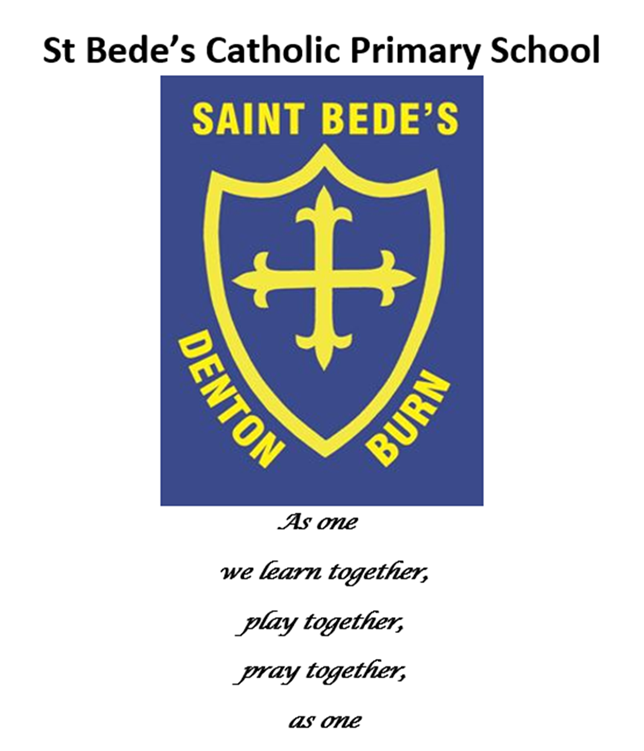 St Bede’s Catholic Primary School
SAINT BEDE’S
DENTON
BURN
As one
we learn together,
play together,
pray together,
as one